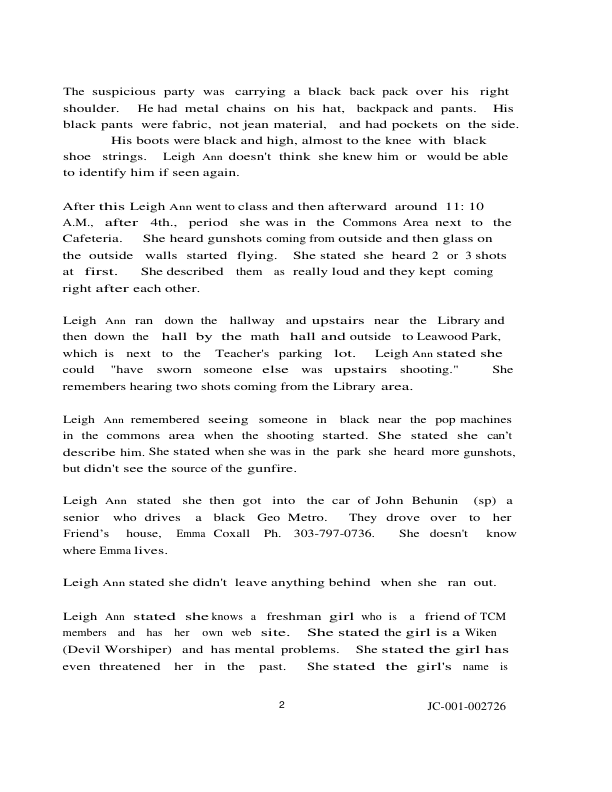 The suspicious party was carrying a black back pack over his right
shoulder. He had metal chains on his hat, backpack and pants. His
black pants were fabric, not jean material, and had pockets on the side.
His boots were black and high, almost to the knee with black
shoe strings. Leigh Ann doesn't think she knew him or would be able
to identify him if seen again.

After this Leigh Ann went to class and then afterward around 11: 10
A.M., after 4th., period she was in the Commons Area next to the
Cafeteria. She heard gunshots coming from outside and then glass on
the outside walls started flying. She stated she heard 2 or 3 shots
at first. She described them as really loud and they kept coming
right after each other.

Leigh Ann ran down the hallway and upstairs near the Library and
then down the hall by the math hall and outside to Leawood Park,
which is next to the Teacher's parking lot. Leigh Ann stated she
could "have sworn someone else was upstairs shooting." She
remembers hearing two shots coming from the Library area.

Leigh Ann remembered seeing someone in black near the pop machines
in the commons area when the shooting started. She stated she can't
describe him. She stated when she was in the park she heard more gunshots,
but didn't see the source of the gunfire.

Leigh Ann stated she then got into the car of John Behunin (sp) a
senior who drives a black Geo Metro. They drove over to her
Friend's house, Emma Coxall Ph. 303-797-0736. She doesn't know
where Emma lives.

Leigh Ann stated she didn't leave anything behind when she ran out.

Leigh Ann stated she knows a freshman girl who is a friend of TCM
members and has her own web site. She stated the girl is a Wiken
(Devil Worshiper) and has mental problems. She stated the girl has
even threatened her in the past. She stated the girl's name is

2
JC-001-002726